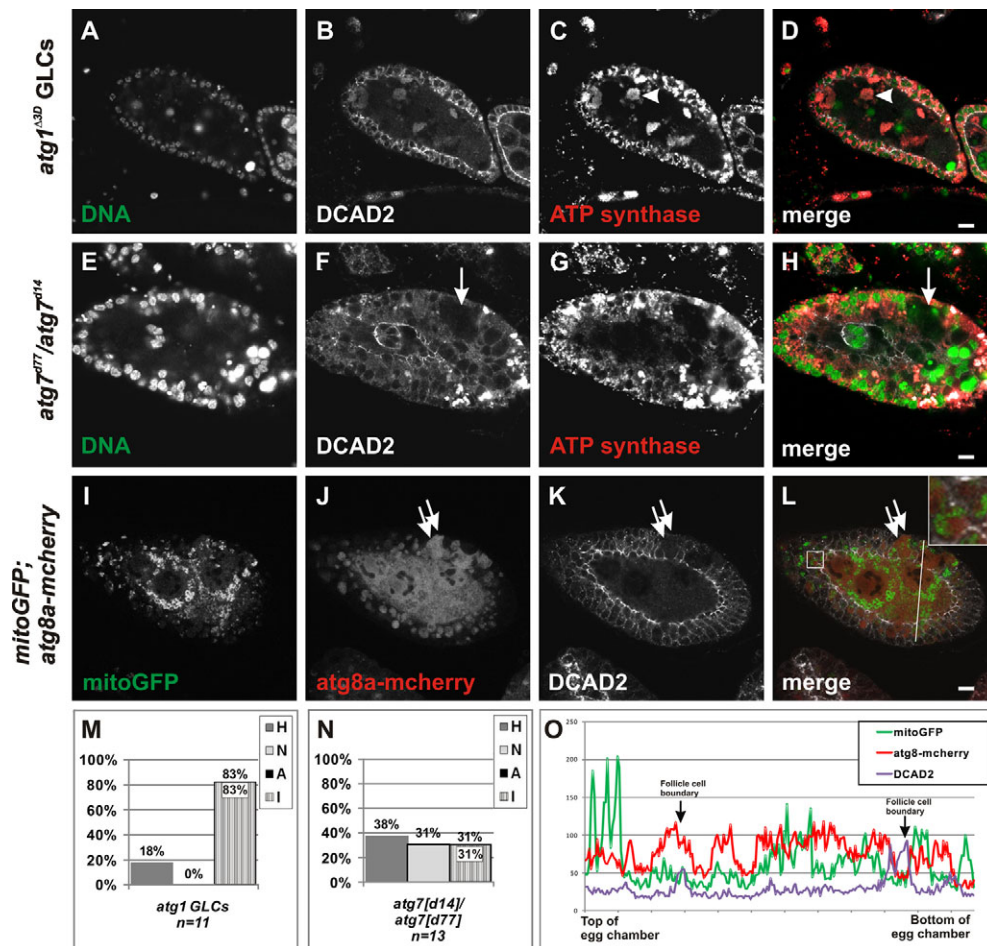 atg1Δ3D GLCs
A
DNA
B
DCAD2
C
ATP synthase
D
merge
atg7d77/atg7d14
E
DNA
F
DCAD2
G
ATP synthase
H
merge
mitoGFP;
atg8a-mcherry
I
mitoGFP
J
atg8a-mcherry
K
DCAD2
L
merge
M
100%
80%
60%
40%
20%
0%
18%
0%
83%
83%
H
N
A
I
atg1 GLCs
n=11
N
100%
80%
60%
40%
20%
0%
38%
31%
31%
31%
H
N
A
I
atg7[d14]/
atg7[d77]
n=13
O
250
200
150
100
50
0
mitoGFP
atg8-mcherry
DCAD2
Follicle cell
boundary
Follicle cell
boundary
Top of
egg chamber
Bottom of
egg chamber